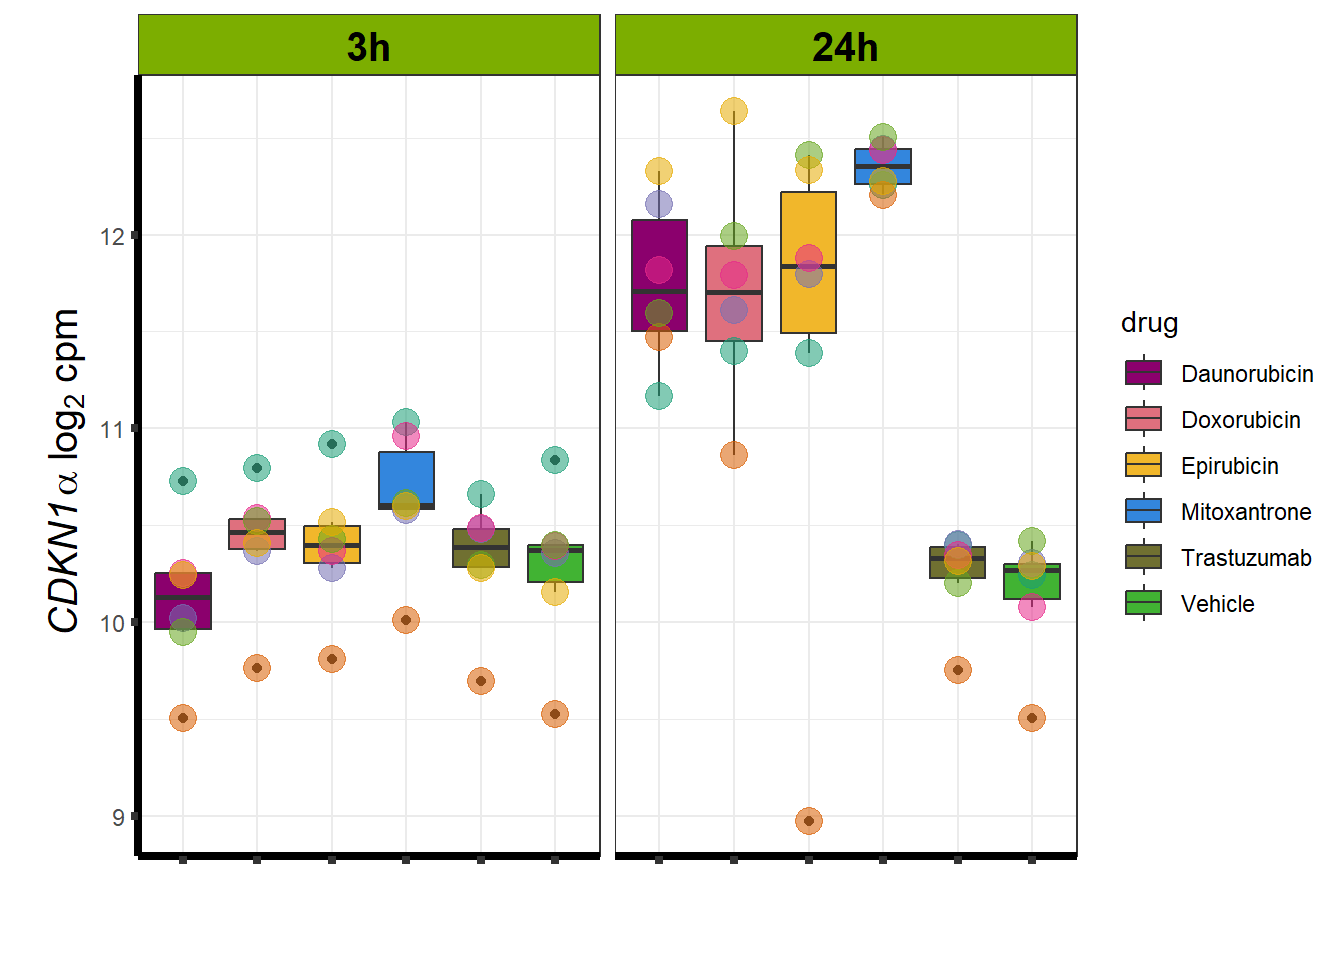 3h
24h
CDKN1α log₂ cpm
12
11
10
9
drug
Daunorubicin
Doxorubicin
Epirubicin
Mitoxantrone
Trastuzumab
Vehicle